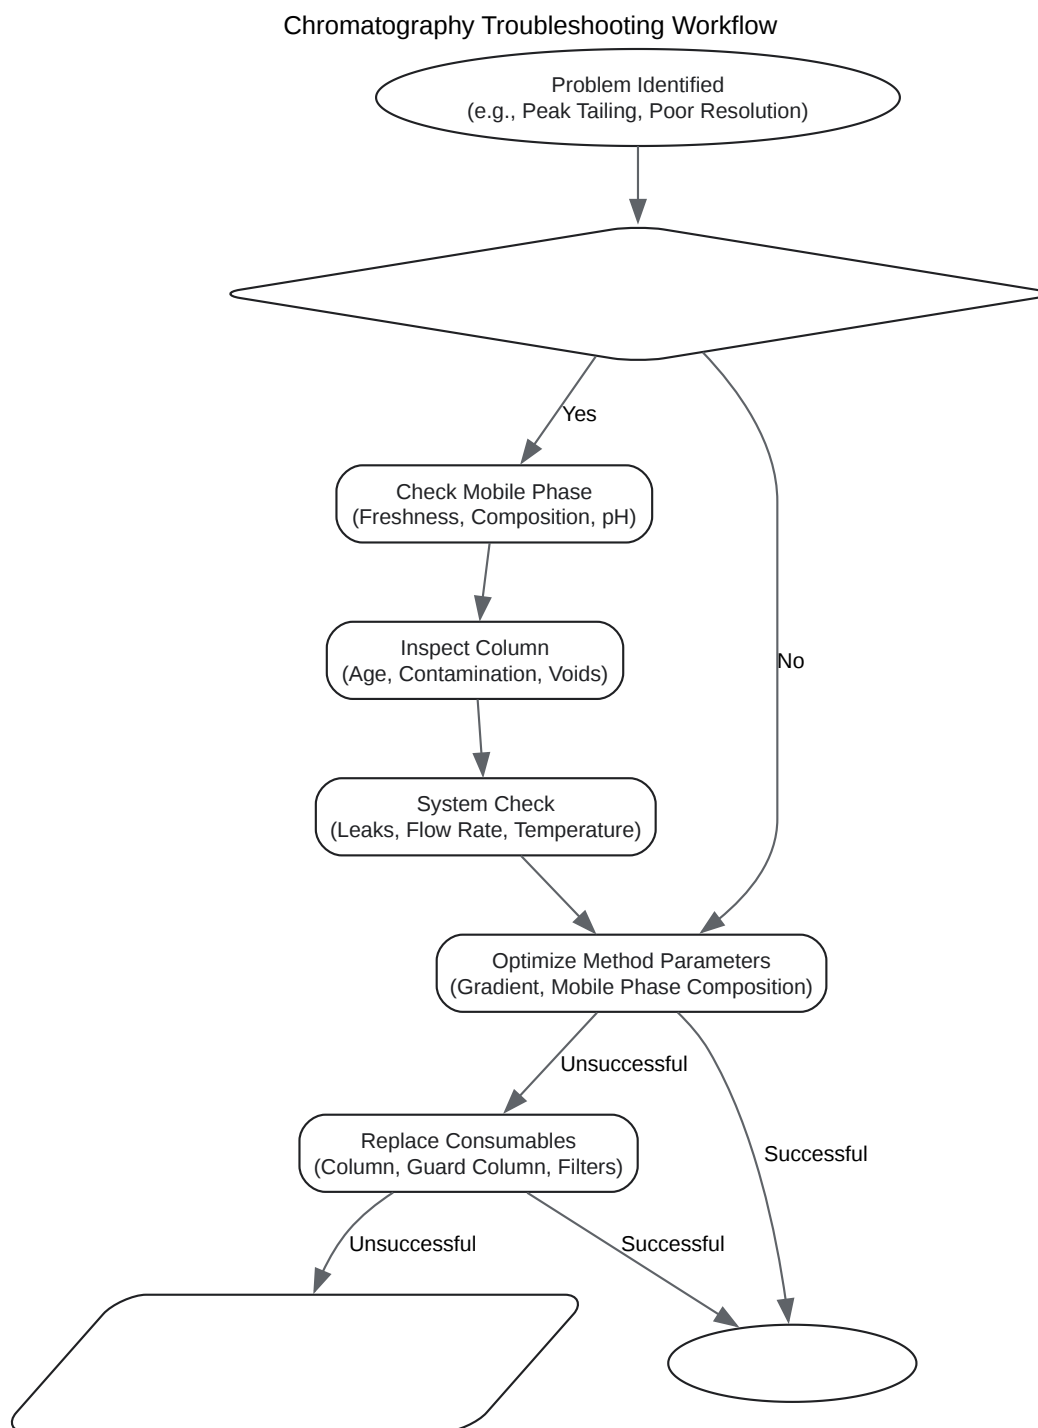 Chromatography Troubleshooting Workflow
Problem Identified
(e.g., Peak Tailing, Poor Resolution)
Yes
Check Mobile Phase
(Freshness, Composition, pH)
Inspect Column
(Age, Contamination, Voids)
No
System Check
(Leaks, Flow Rate, Temperature)
Optimize Method Parameters
(Gradient, Mobile Phase Composition)
Unsuccessful
Replace Consumables
(Column, Guard Column, Filters)
Successful
Unsuccessful
Successful